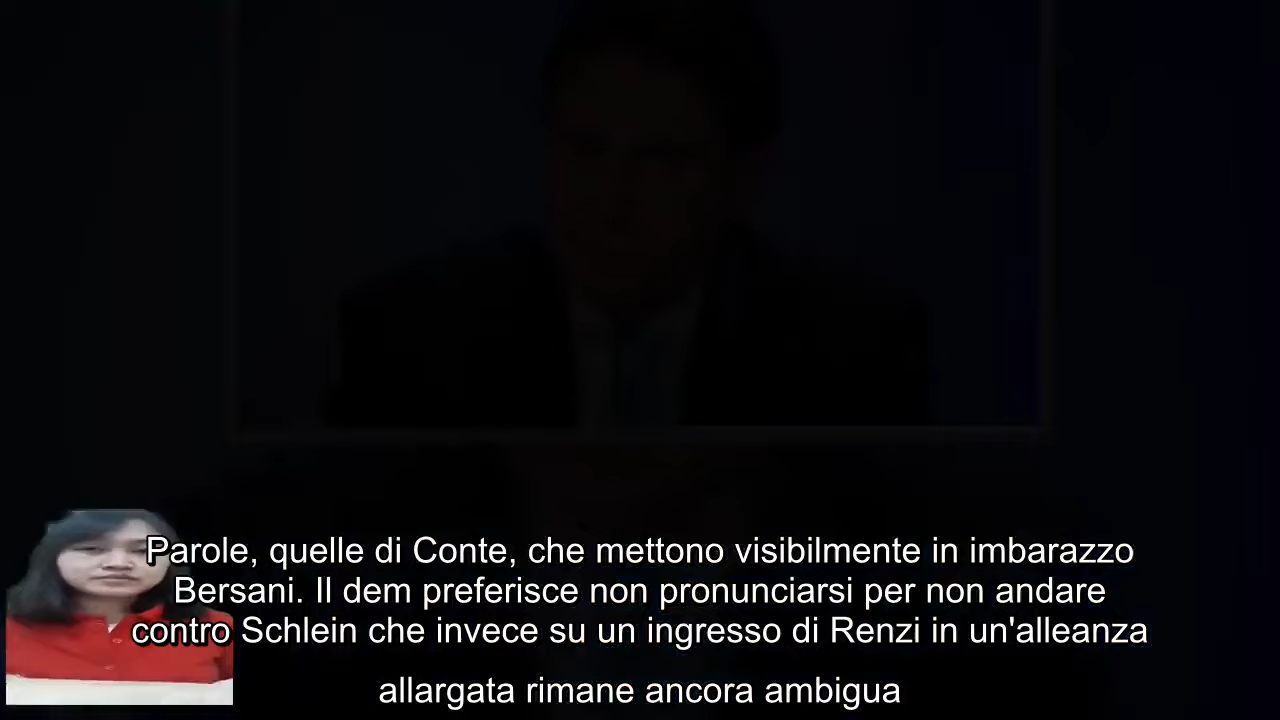 Parole, quelle di Conte, che mettono visibilmente in imbarazzo
Bersani. Il dem preferisce non pronunciarsi per non andare
contro Schlein che invece su un ingresso di Renzi in un'alleanza
allargata rimane ancora ambigua